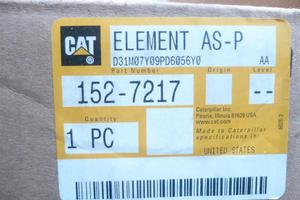 CAT ®
ELEMENT AS-P
D31M07Y09PD6056Y0 AA
Part Number Origin Level
152-7217 --
Quantity
1 PC
Caterpillar Inc.
Peoria, Illinois 61629 USA
www.cat.com
Made to Caterpillar
specifications in
UNITED STATES